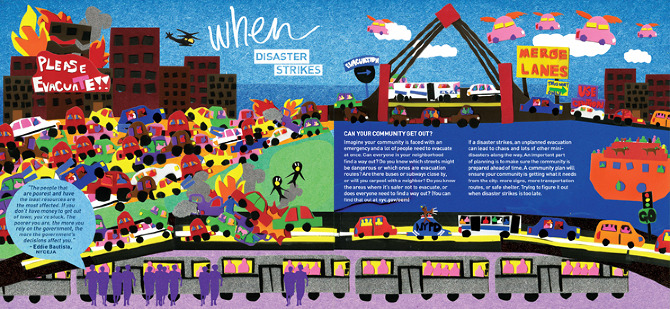 when
DISASTER
STRIKES
PLEASE
EVACUATE!!
EVACUATION
MERGE
LANES
USE
CAN YOUR COMMUNITY GET OUT?
Imagine your community is faced with an
emergency and a lot of people need to evacuate
at once. Can everyone in your neighborhood
find a way out? Do you know which streets might
be dangerous or which ones are evacuation
routes? Are there buses or subways close by,
or will you carpool with a neighbor? Do you know
the areas where it's safer not to evacuate, or
does everyone need to find a way out? (You can
find that out at nyc.gov/oem)
If a disaster strikes, an unplanned evacuation
can lead to chaos and lots of other mini-
disasters along the way. An important part
of planning is to make sure the community is
prepared ahead of time. A community plan will
ensure your community is getting what it needs
from the city: more signs, more transportation
routes, or safe shelter. Trying to figure it out
when disaster strikes is too late.
"The people that
are poorest and have
the least resources are
the most affected. If you
don't have money to get out
of town, you're stuck. The
poorer you are, the more you
rely on the government, the
more the government's
decisions affect you."
- Eddie Bautista,
NYCEJA
NYPD
GO